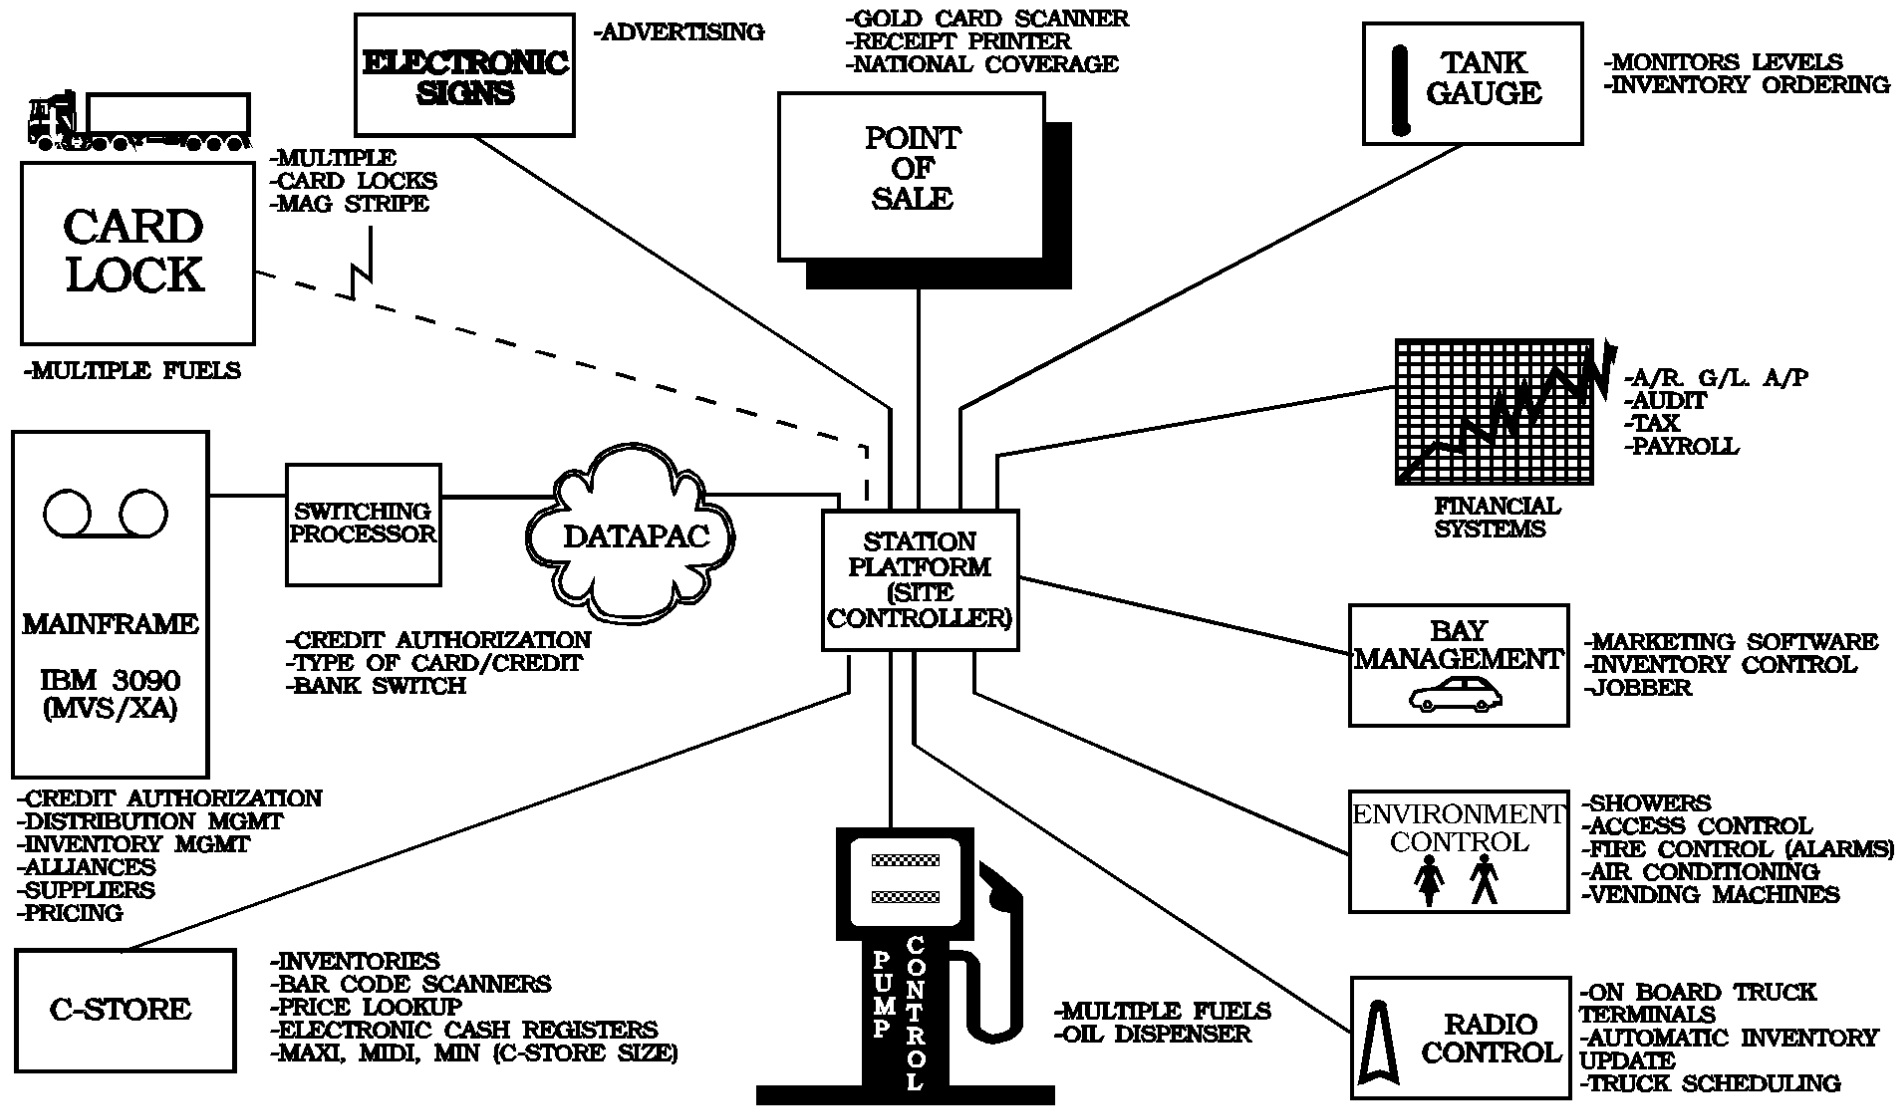 ELECTRONIC
SIGNS
-ADVERTISING
-GOLD CARD SCANNER
-RECEIPT PRINTER
-NATIONAL COVERAGE
POINT
OF
SALE
TANK
GAUGE
-MONITORS LEVELS
-INVENTORY ORDERING
-MULTIPLE
-CARD LOCKS
-MAG STRIPE
CARD
LOCK
-MULTIPLE FUELS
-A/R. G/L. A/P
-AUDIT
-TAX
-PAYROLL
FINANCIAL
SYSTEMS
MAINFRAME
IBM 3090
(MVS/XA)
SWITCHING
PROCESSOR
DATAPAC
STATION
PLATFORM
(SITE
CONTROLLER)
-CREDIT AUTHORIZATION
-TYPE OF CARD/CREDIT
-BANK SWITCH
BAY
MANAGEMENT
-MARKETING SOFTWARE
-INVENTORY CONTROL
-JOBBER
-CREDIT AUTHORIZATION
-DISTRIBUTION MGMT
-INVENTORY MGMT
-ALLIANCES
-SUPPLIERS
-PRICING
ENVIRONMENT
CONTROL
-SHOWERS
-ACCESS CONTROL
-FIRE CONTROL (ALARMS)
-AIR CONDITIONING
-VENDING MACHINES
C-STORE
-INVENTORIES
-BAR CODE SCANNERS
-PRICE LOOKUP
-ELECTRONIC CASH REGISTERS
-MAXI, MIDI, MIN (C-STORE SIZE)
PUMP
CONTROL
-MULTIPLE FUELS
-OIL DISPENSER
RADIO
CONTROL
-ON BOARD TRUCK
TERMINALS
-AUTOMATIC INVENTORY
UPDATE
-TRUCK SCHEDULING